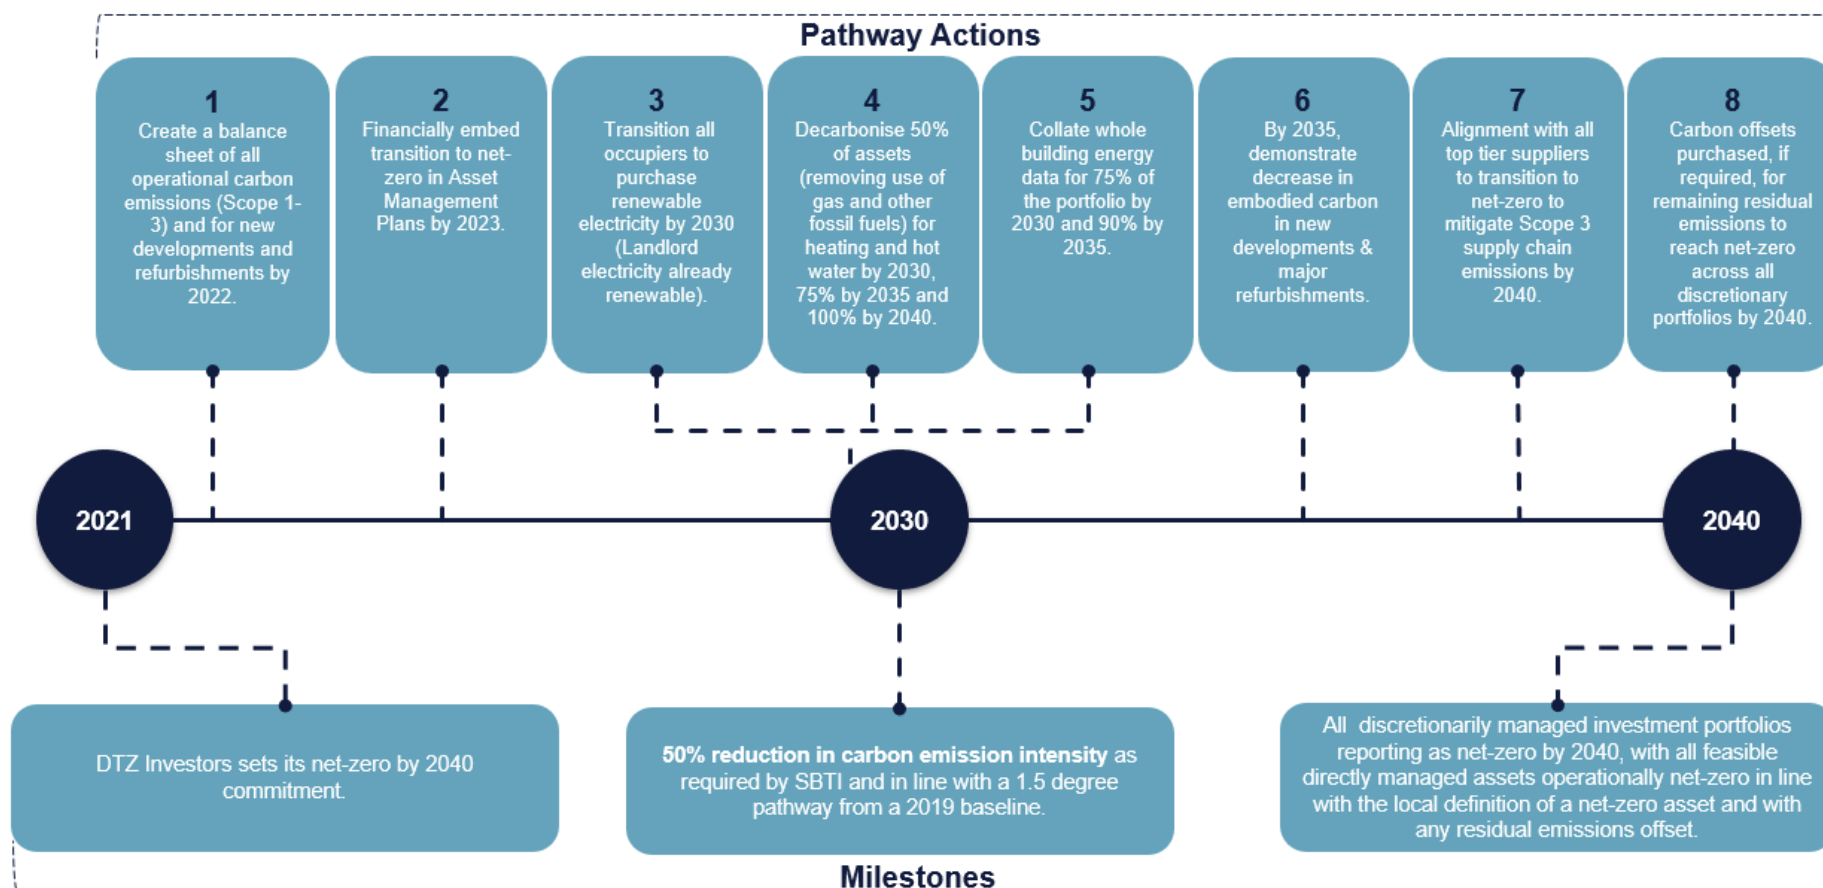 Pathway Actions
1
Create a balance
sheet of all
operational carbon
emissions (Scope 1-
3) and for new
developments and
refurbishments by
2022.
2
Financially embed
transition to net-
zero in Asset
Management
Plans by 2023.
3
Transition all
occupiers to
purchase
renewable
electricity by 2030
(Landlord
electricity already
renewable).
4
Decarbonise 50%
of assets
(removing use of
gas and other
fossil fuels) for
heating and hot
water by 2030,
75% by 2035 and
100% by 2040.
5
Collate whole
building energy
data for 75% of
the portfolio by
2030 and 90% by
2035.
6
By 2035,
demonstrate
decrease in
embodied carbon
in new
developments &
major
refurbishments.
7
Alignment with all
top tier suppliers
to transition to
net-zero to
mitigate Scope 3
supply chain
emissions by
2040.
8
Carbon offsets
purchased, if
required, for
remaining residual
emissions to
reach net-zero
across all
discretionary
portfolios by 2040.
2021
2030
2040
DTZ Investors sets its net-zero by 2040
commitment.
50% reduction in carbon emission intensity as
required by SBTI and in line with a 1.5 degree
pathway from a 2019 baseline.
All discretionarily managed investment portfolios
reporting as net-zero by 2040, with all feasible
directly managed assets operationally net-zero in line
with the local definition of a net-zero asset and with
any residual emissions offset.
Milestones